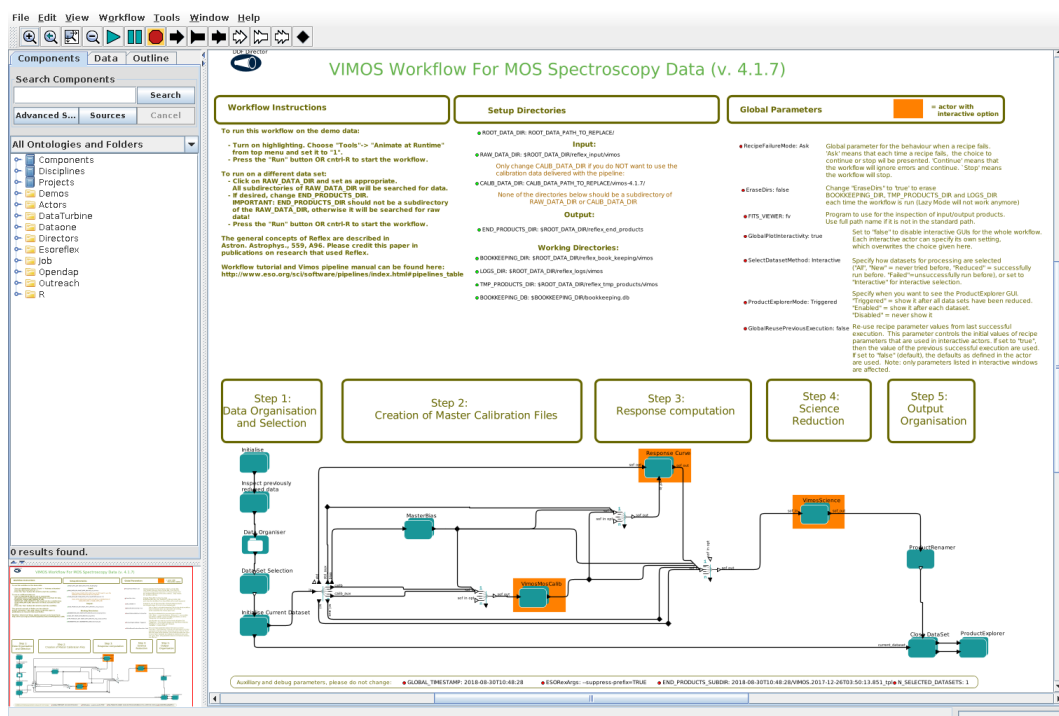 File Edit View Workflow Tools Window Help
Components Data Outline
Search Components
Search
Advanced S... Sources Cancel
All Ontologies and Folders
Components
Disciplines
Projects
Demos
Actors
DataTurbine
Dataone
Directors
Esoreflex
Job
Opendap
Outreach
R
0 results found.
DDF Director
VIMOS Workflow For MOS Spectroscopy Data (v. 4.1.7)
Workflow Instructions
To run this workflow on the demo data:
- Turn on highlighting. Choose "Tools"-> "Animate at Runtime"
from top menu and set it to "1".
- Press the "Run" button OR cntrl-R to start the workflow.
To run on a different data set:
- Click on RAW_DATA_DIR and set as appropriate.
All subdirectories of RAW_DATA_DIR will be searched for data.
- If desired, change END_PRODUCTS_DIR.
IMPORTANT: END_PRODUCTS_DIR should not be a subdirectory
of the RAW_DATA_DIR, otherwise it will be searched for raw
data!
- Press the "Run" button OR cntrl-R to start the workflow.
The general concepts of Reflex are described in
Astron. Astrophys., 559, A96. Please credit this paper in
publications on research that used Reflex.
Workflow tutorial and Vimos pipeline manual can be found here:
http://www.eso.org/sci/software/pipelines/index.html#pipelines_table
Setup Directories
ROOT_DATA_DIR: ROOT_DATA_PATH_TO_REPLACE/
Input:
RAW_DATA_DIR: $ROOT_DATA_DIR/reflex_input/vimos
Only change CALIB_DATA_DIR if you do NOT want to use the
calibration data delivered with the pipeline:
CALIB_DATA_DIR: CALIB_DATA_PATH_TO_REPLACE/vimos-4.1.7/
None of the directories below should be a subdirectory of
RAW_DATA_DIR or CALIB_DATA_DIR
Output:
END_PRODUCTS_DIR: $ROOT_DATA_DIR/reflex_end_products
Working Directories:
BOOKKEEPING_DIR: $ROOT_DATA_DIR/reflex_book_keeping/vimos
LOGS_DIR: $ROOT_DATA_DIR/reflex_logs/vimos
TMP_PRODUCTS_DIR: $ROOT_DATA_DIR/reflex_tmp_products/vimos
BOOKKEEPING_DB: $BOOKKEEPING_DIR/bookkeeping.db
Global Parameters
= actor with
interactive option
RecipeFailureMode: Ask
Global parameter for the behaviour when a recipe fails.
'Ask' means that each time a recipe fails, the choice to
continue or stop will be presented. 'Continue' means that
the workflow will ignore errors and continue. `Stop' means
the workflow will stop.
EraseDirs: false
Change "EraseDirs" to 'true' to erase
BOOKKEEPING_DIR, TMP_PRODUCTS_DIR and LOGS_DIR
each time the workflow is run (Lazy Mode will not work anymore)
FITS_VIEWER: fv
Program to use for the inspection of input/output products.
Use full path name if it is not in the standard path.
GlobalPlotInteractivity: true
Set to "false" to disable interactive GUIs for the whole workflow.
Each interactive actor can specify its own setting,
which overwrites the choice given here.
SelectDatasetMethod: Interactive
Specify how datasets for processing are selected
("All", "New" = never tried before, "Reduced" = successfully
run before, "Failed"=unsuccessfully run before), or set to
"Interactive" for interactive selection.
ProductExplorerMode: Triggered
Specify when you want to see the ProductExplorer GUI.
"Triggered" = show it after all data sets have been reduced.
"Enabled" = show it after each dataset.
"Disabled" = never show it
GlobalReusePreviousExecution: false
Re-use recipe parameter values from last successful
execution. This parameter controls the initial values of recipe
parameters that are used in interactive actors. If set to "true",
then the value of the previous successful execution are used.
If set to "false" (default), the defaults as defined in the actor
are used. Note: only parameters listed in interactive windows
are affected.
Step 1:
Data Organisation
and Selection
Step 2:
Creation of Master Calibration Files
Step 3:
Response computation
Step 4:
Science
Reduction
Step 5:
Output
Organisation
Initialise
Inspect previously
reduced data
Data Organiser
DataSet Selection
Initialise Current Dataset
MasterBias
VimosMosCalib
Response Curve
VimosScience
ProductRenamer
Close DataSet
ProductExplorer
current_dataset
Auxiliary and debug parameters, please do not change:
GLOBAL_TIMESTAMP: 2018-08-30T10:48:28
ESORexArgs: --suppress-prefix=TRUE
END_PRODUCTS_SUBDIR: 2018-08-30T10:48:28/VIMOS.2017-12-26T03:50:13.851_tpl
N_SELECTED_DATASETS: 1